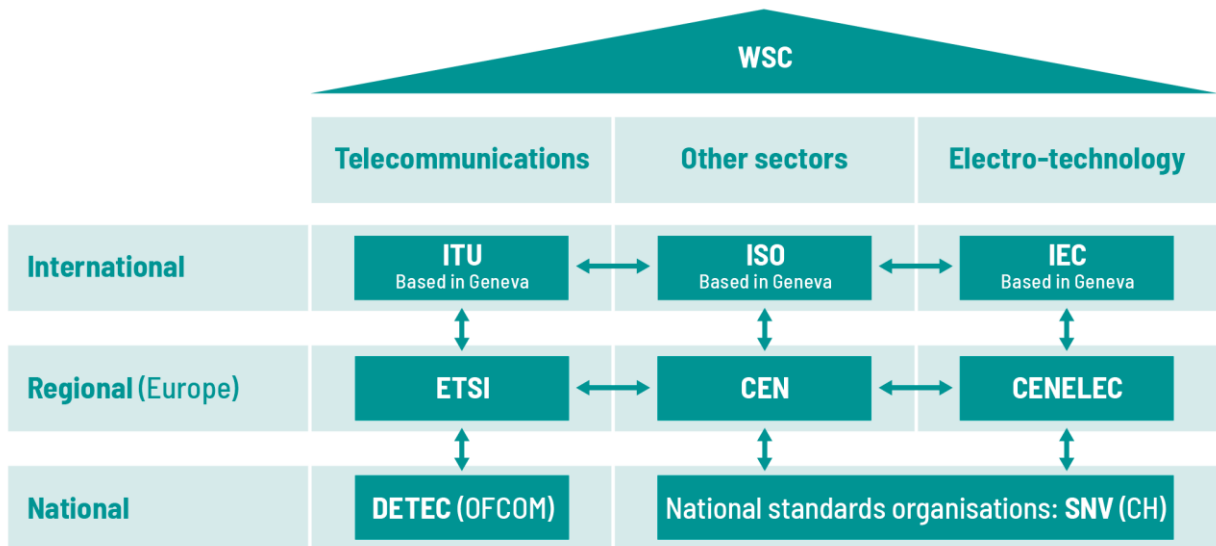 WSC
Telecommunications
Other sectors
Electro-technology
International
ITU
Based in Geneva
ISO
Based in Geneva
IEC
Based in Geneva
Regional (Europe)
ETSI
CEN
CENELEC
National
DETEC (OFCOM)
National standards organisations: SNV (CH)